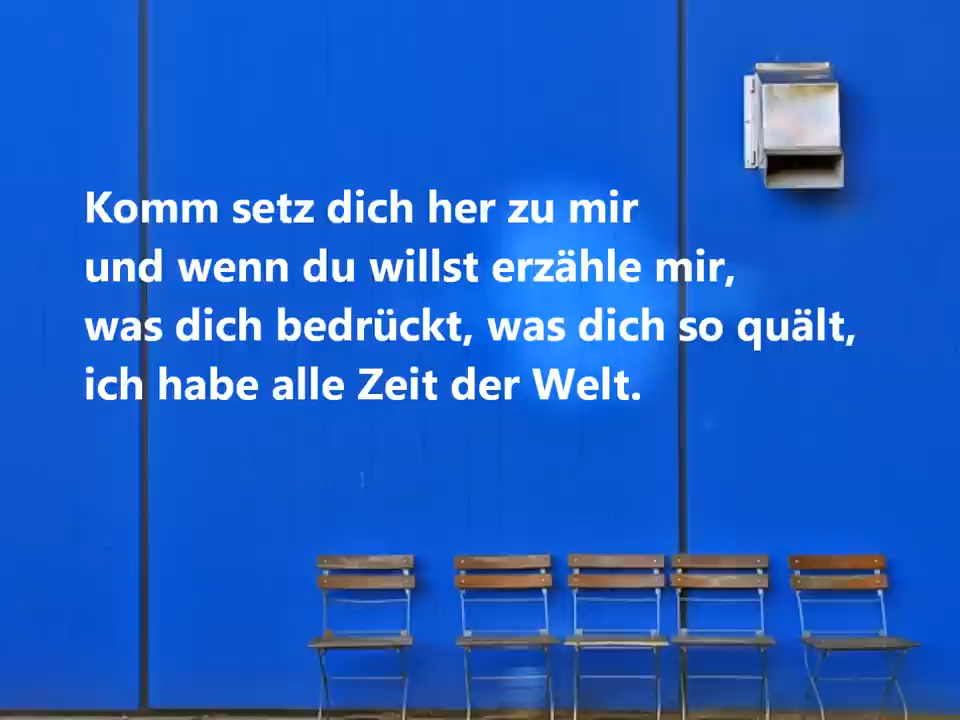 Komm setz dich her zu mir
und wenn du willst erzähle mir,
was dich bedrückt, was dich so quält,
ich habe alle Zeit der Welt.